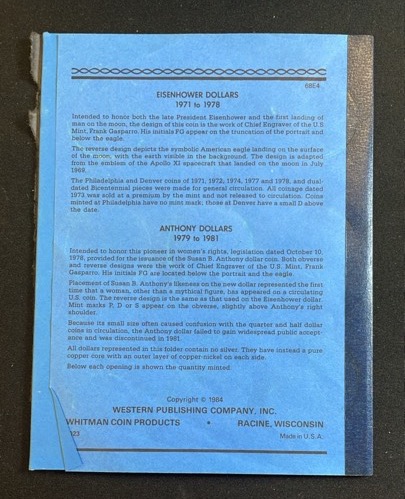 88E4
EISENHOWER DOLLARS
1971 to 1978
Intended to honor both the late President Eisenhower and the first landing of
man on the moon, the design of this coin is the work of Chief Engraver of the U.S.
Mint, Frank Gasparro. His initials FG appear on the truncation of the portrait and
below the eagle.
The reverse design depicts the symbolic American eagle landing on the surface
of the moon, with the earth visible in the background. The design is adapted
from the emblem of the Apollo XI spacecraft that landed on the moon in July
1969.
The Philadelphia and Denver coins of 1971, 1972, 1974, 1977 and 1978, and dual-
dated Bicentennial pieces were made for general circulation. All coinage dated
1973 was sold at a premium by the mint and not released to circulation. Coins
minted at Philadelphia have no mint mark; those at Denver have a small D above
the date.
ANTHONY DOLLARS
1979 to 1981
Intended to honor this pioneer in women's rights, legislation dated October 10,
1978, provided for the issuance of the Susan B. Anthony dollar coin. Both obverse
and reverse designs were the work of Chief Engraver of the U.S. Mint, Frank
Gasparro. His initials FG are located below the portrait and the eagle.
Placement of Susan B. Anthony's likeness on the new dollar represented the first
time that a woman, other than a mythical figure, has appeared on a circulating
U.S. coin. The reverse design is the same as that used on the Eisenhower dollar.
Mint marks P, D or S appear on the obverse, slightly above Anthony's right
shoulder.
Because its small size often caused confusion with the quarter and half dollar
coins in circulation, the Anthony dollar failed to gain widespread public accept-
ance and was discontinued in 1981.
All dollars represented in this folder contain no silver. They have instead a pure
copper core with an outer layer of copper-nickel on each side.
Below each opening is shown the quantity minted.
Copyright © 1984
WESTERN PUBLISHING COMPANY, INC.
WHITMAN COIN PRODUCTS • RACINE, WISCONSIN
Made in U.S.A.